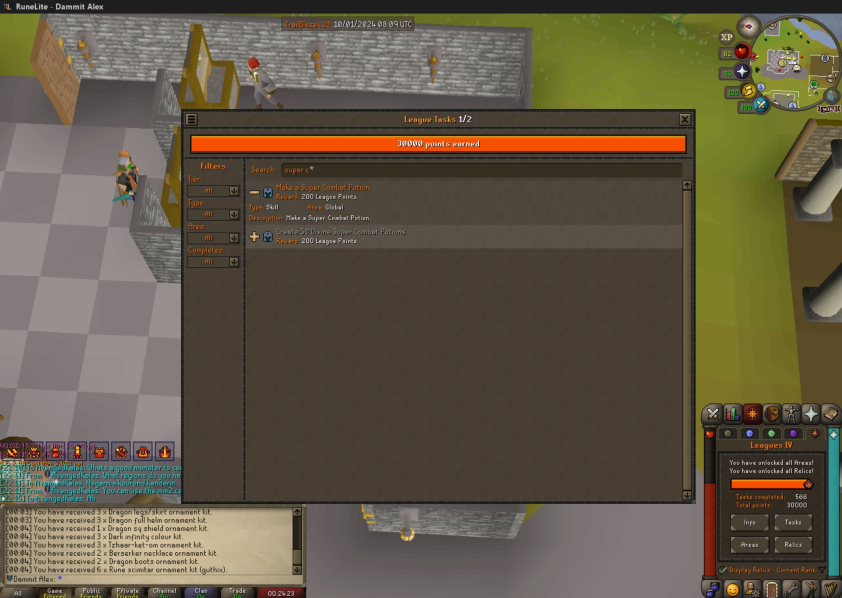 RuneLite - Dammit Alex
10/01/2024 08:09 UTC
XP
League Tasks 1/2
30000 points earned
Filters
Tier:
All
Type:
All
Area:
All
Completed:
All
Search: super c*
Make a Super Combat Potion
Reward: 200 League Points
Type: Skill Area: Global
Description: Make a Super Combat Potion.
Create 50 Divine Super Combat Potions
Reward: 200 League Points
[00:03] You have received 3 x Dragon legs/skirt ornament kit.
[00:03] You have received 3 x Dragon full helm ornament kit.
[00:04] You have received 1 x Dragon sq shield ornament kit.
[00:04] You have received 3 x Dark infinity colour kit.
[00:04] You have received 3 x Tzhaar-ket-om ornament kit.
[00:04] You have received 3 x Berserker necklace ornament kit.
[00:04] You have received 2 x Dragon boots ornament kit.
[00:04] You have received 6 x Rune scimitar ornament kit (guthix).
Dammit Alex: *
All
Game
Filtered
Public
Friends
Private
Friends
Channel
On
Clan
On
Trade
On
00:24:23
Leagues IV
You have unlocked all Areas!
You have unlocked all Relics!
Tasks completed: 566
Total points: 30000
Info
Tasks
Areas
Relics
Display Relics Current Rank: